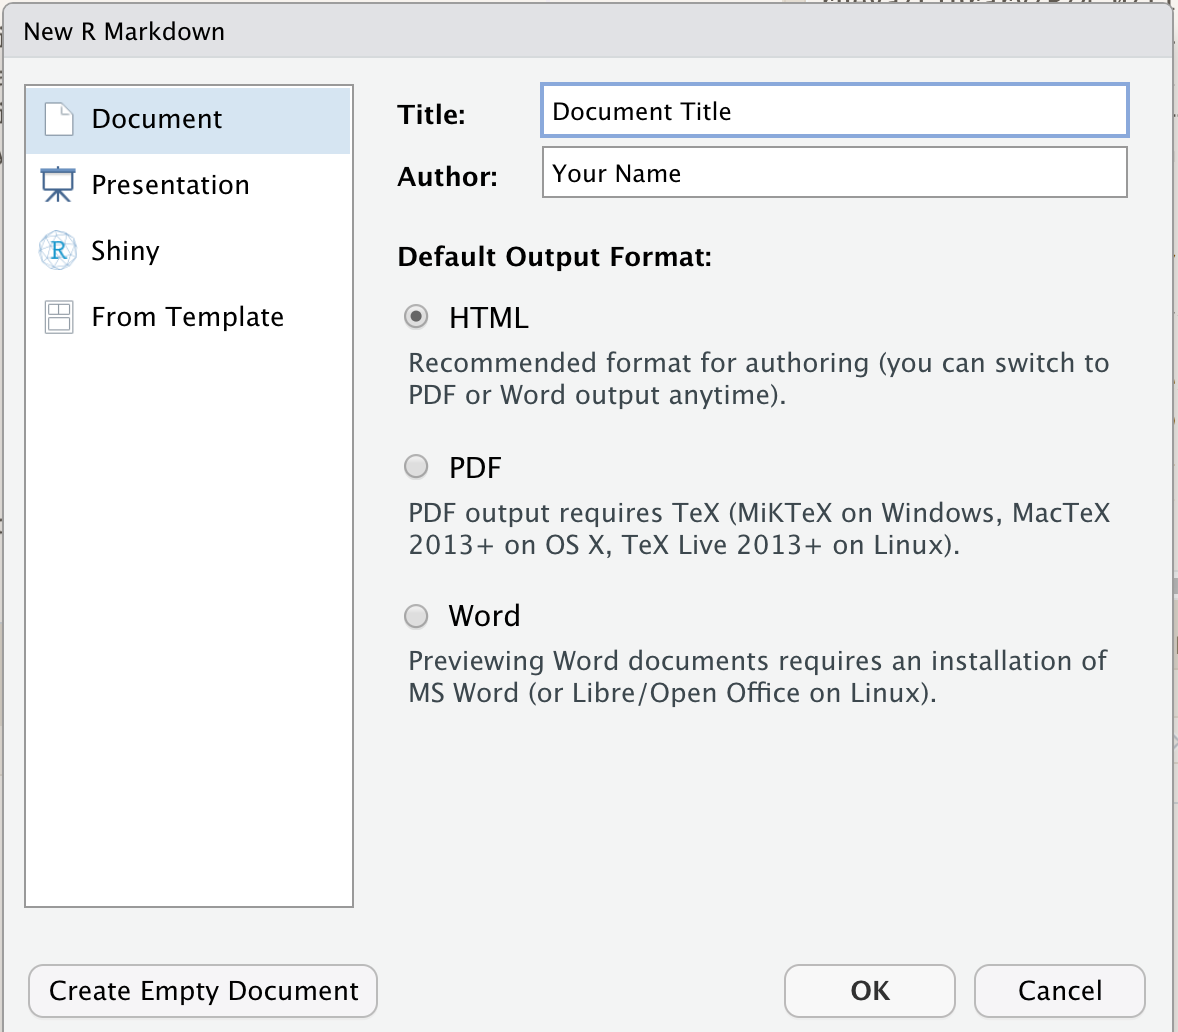 New R Markdown
Document
Presentation
Shiny
From Template
Title:
Document Title
Author:
Your Name
Default Output Format:
HTML
Recommended format for authoring (you can switch to
PDF or Word output anytime).
PDF
PDF output requires TeX (MiKTeX on Windows, MacTeX
2013+ on OS X, TeX Live 2013+ on Linux).
Word
Previewing Word documents requires an installation of
MS Word (or Libre/Open Office on Linux).
Create Empty Document
OK
Cancel